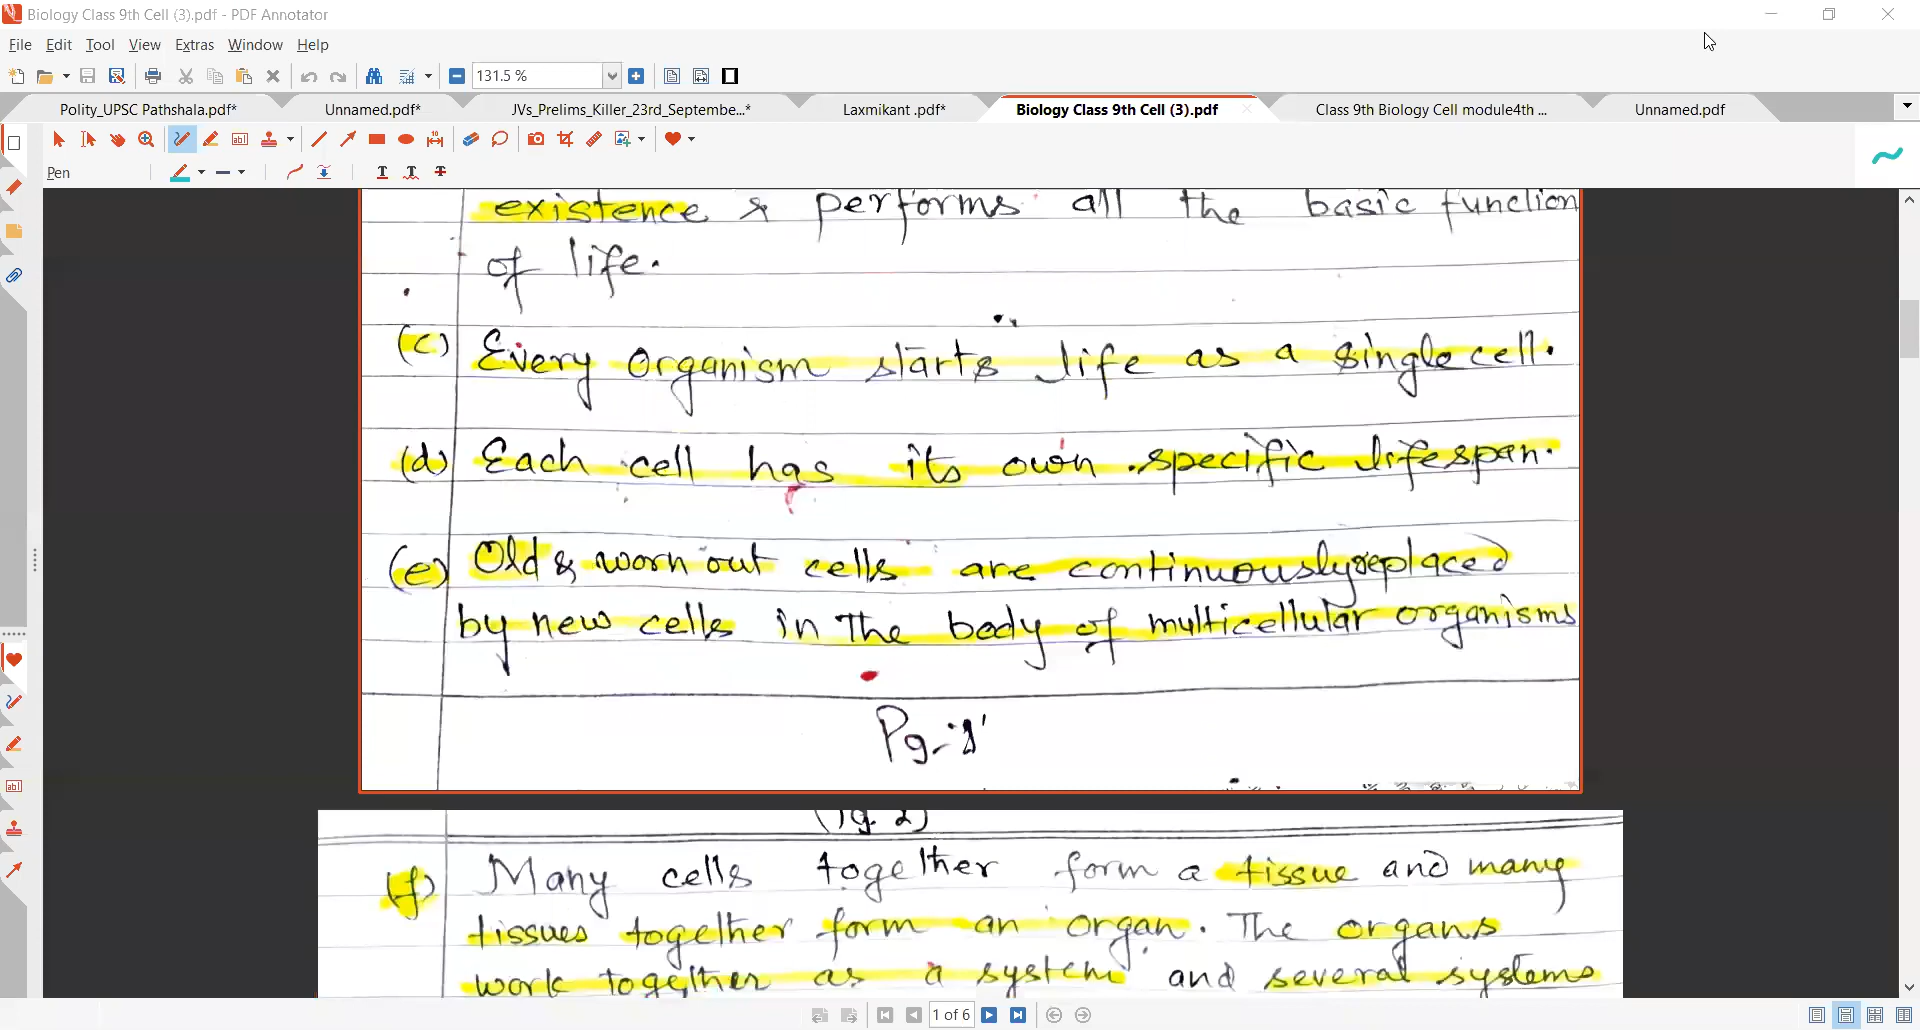 Biology Class 9th Cell (3).pdf - PDF Annotator
File Edit Tool View Extras Window Help
131.5 %
Polity_UPSC Pathshala.pdf* Unnamed.pdf* JVs_Prelims_Killer_23rd_Septembe...* Laxmikant .pdf* Biology Class 9th Cell (3).pdf Class 9th Biology Cell module4th ... Unnamed.pdf
Pen
existence & performs all the basic function
of life.
(c) Every organism starts life as a single cell.
(d) Each cell has its own specific lifespan.
(e) Old & worn out cells are continuously replaced
by new cells in the body of multicellular organisms
Pg-'1'
(Pg. 2)
(f) Many cells together form a tissue and many
tissues together form an organ. The organs
work together as a system and several systems
1 of 6